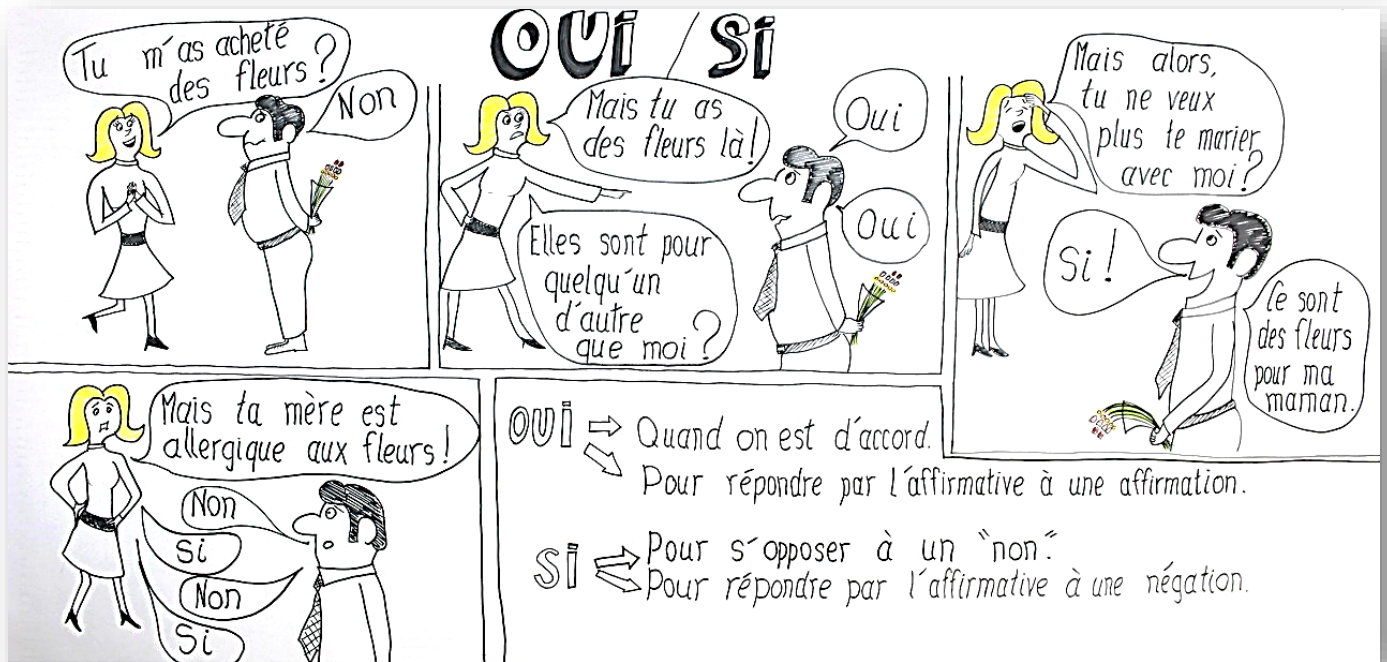 OUi / Si
Tu m'as acheté
des fleurs ?
Non
Mais tu as
des fleurs là !
Oui
Elles sont pour
quelqu'un
d'autre
que moi ?
Oui
Mais alors,
tu ne veux
plus te marier
avec moi ?
Si !
Ce sont
des fleurs
pour ma
maman.
Mais ta mère est
allergique aux fleurs !
Non
Si
Non
Si
OUi ⇨ Quand on est d'accord.
⇨ Pour répondre par l'affirmative à une affirmation.
Si ⇨ Pour s'opposer à un "non".
⇨ Pour répondre par l'affirmative à une négation.